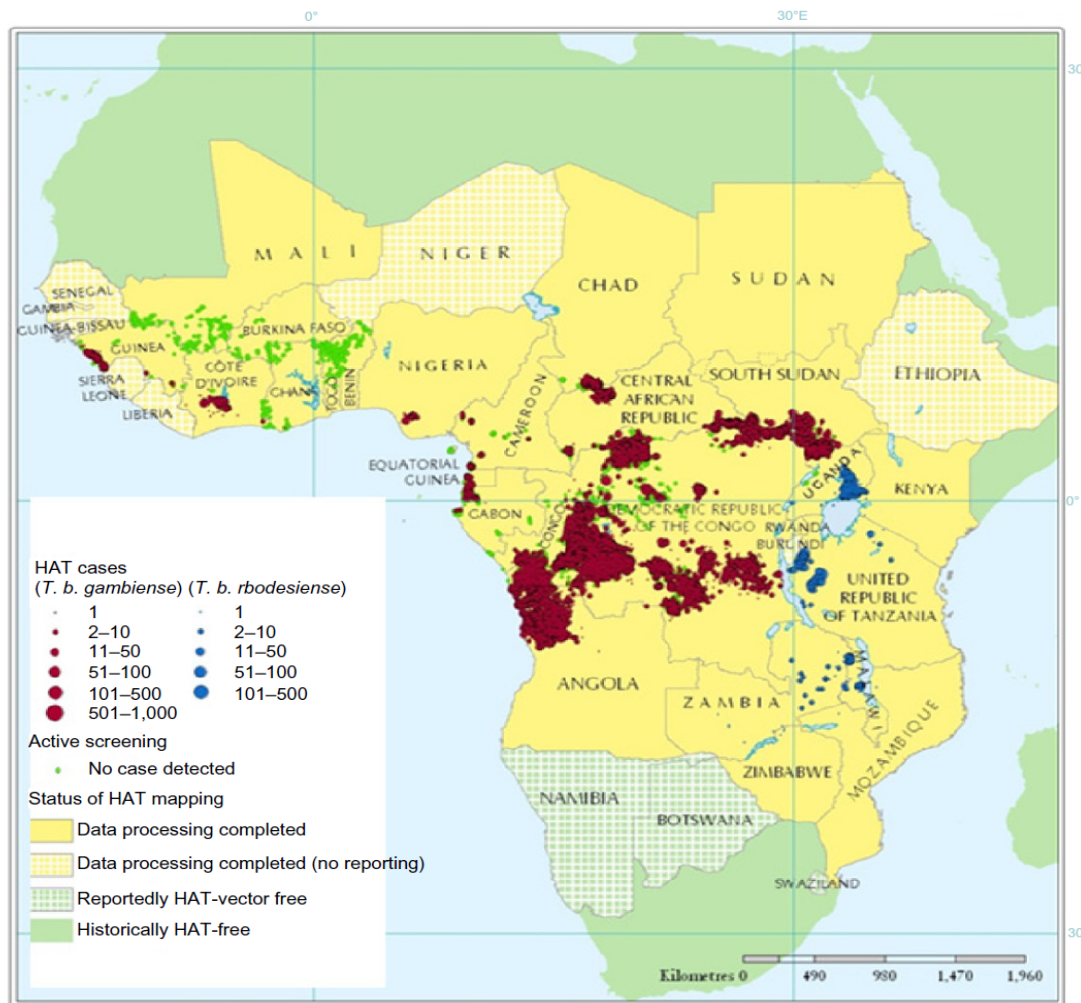 0°
30°E
30
MALI
NIGER
CHAD
SUDAN
SENEGAL
GAMBIA
GUINEA-BISSAU
GUINEA
BURKINA FASO
SIERRA
LEONE
LIBERIA
CÔTE
D'IVOIRE
GHANA
TOGO
BENIN
NIGERIA
CAMEROON
CENTRAL
AFRICAN
REPUBLIC
SOUTH SUDAN
ETHIOPIA
EQUATORIAL
GUINEA
GABON
CONGO
DEMOCRATIC REPUBLIC
OF THE CONGO
UGANDA
KENYA
0°
RWANDA
BURUNDI
UNITED
REPUBLIC
OF TANZANIA
ANGOLA
ZAMBIA
MALAWI
MOZAMBIQUE
ZIMBABWE
NAMIBIA
BOTSWANA
SWAZILAND
30
HAT cases
(T. b. gambiense) (T. b. rbodesiense)
1 1
2–10 2–10
11–50 11–50
51–100 51–100
101–500 101–500
501–1,000
Active screening
No case detected
Status of HAT mapping
Data processing completed
Data processing completed (no reporting)
Reportedly HAT-vector free
Historically HAT-free
Kilometres 0 490 980 1,470 1,960